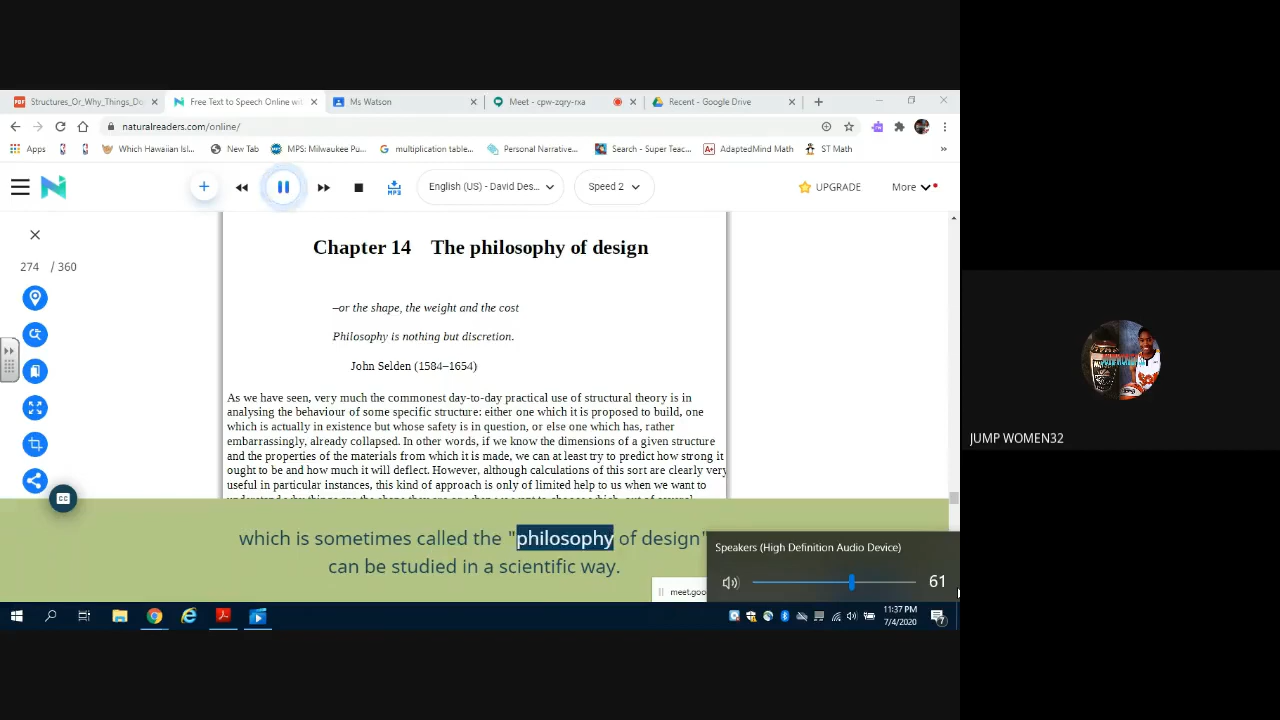 Structures_Or_Why_Things_Do
Free Text to Speech Online wit
Ms Watson
Meet - cpw-zqry-rxa
Recent - Google Drive
naturalreaders.com/online/
Apps
Which Hawaiian Isl...
New Tab
MPS: Milwaukee Pu...
multiplication table...
Personal Narrative...
Search - Super Teac...
AdaptedMind Math
ST Math
»
MP3
English (US) - David Des...
Speed 2
UPGRADE
More
274 / 360
Chapter 14 The philosophy of design
–or the shape, the weight and the cost
Philosophy is nothing but discretion.
John Selden (1584–1654)
As we have seen, very much the commonest day-to-day practical use of structural theory is in
analysing the behaviour of some specific structure: either one which it is proposed to build, one
which is actually in existence but whose safety is in question, or else one which has, rather
embarrassingly, already collapsed. In other words, if we know the dimensions of a given structure
and the properties of the materials from which it is made, we can at least try to predict how strong it
ought to be and how much it will deflect. However, although calculations of this sort are clearly very
useful in particular instances, this kind of approach is only of limited help to us when we want to
CC
which is sometimes called the "philosophy of design"
can be studied in a scientific way.
Speakers (High Definition Audio Device)
61
meet.goo
11:37 PM
7/4/2020
7
JUMP WOMEN32